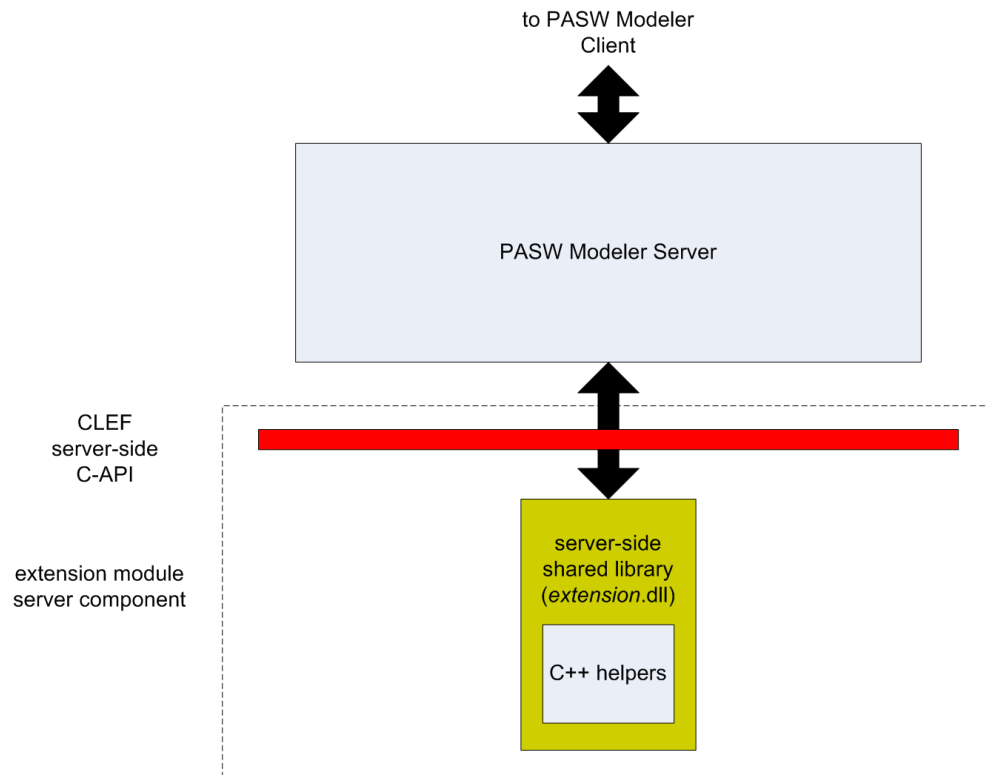 to PASW Modeler
Client
PASW Modeler Server
CLEF
server-side
C-API
server-side
shared library
(extension.dll)
extension module
server component
C++ helpers